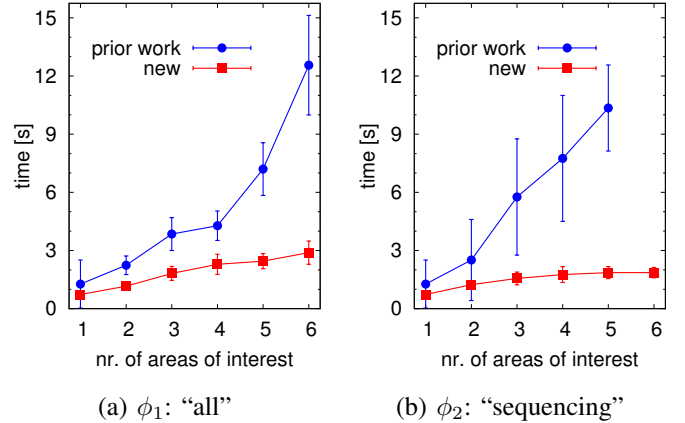 15
12
9
6
3
0
time [s]
prior work
new
1 2 3 4 5 6
nr. of areas of interest
(a) ϕ₁: “all”
15
12
9
6
3
0
time [s]
prior work
new
1 2 3 4 5 6
nr. of areas of interest
(b) ϕ₂: “sequencing”